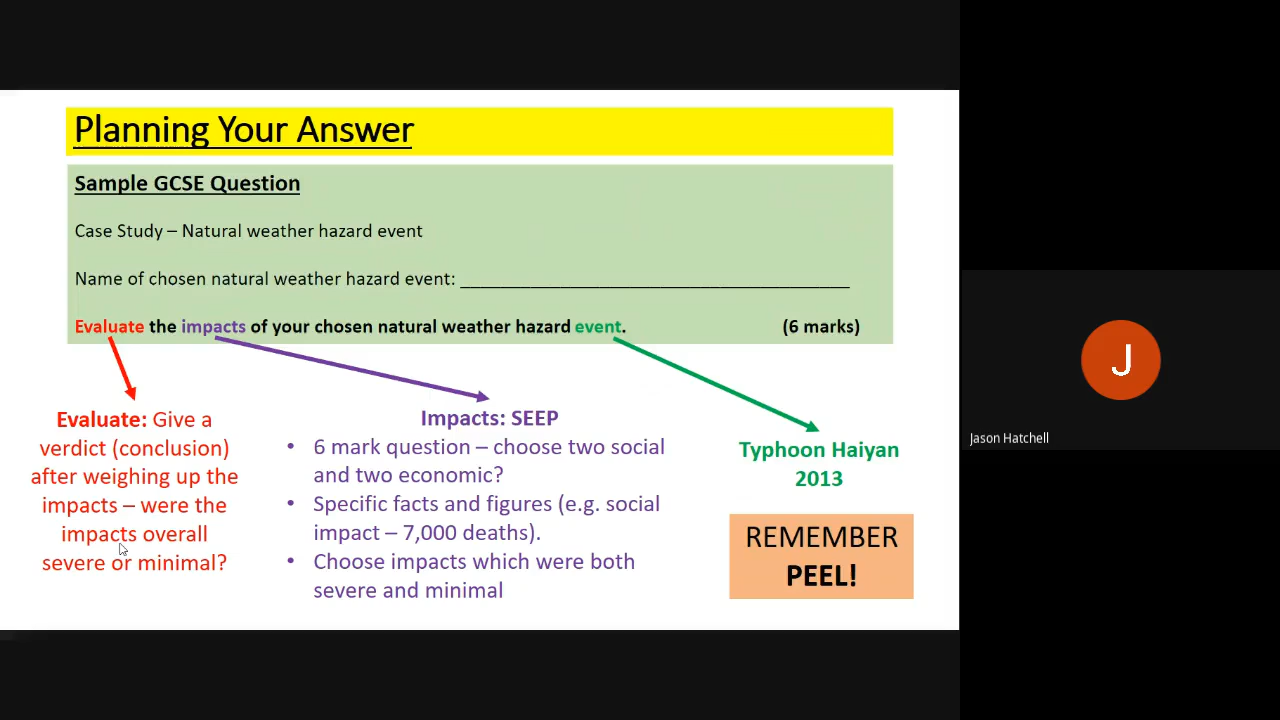 Planning Your Answer
Sample GCSE Question
Case Study – Natural weather hazard event
Name of chosen natural weather hazard event: ________________________________________
Evaluate the impacts of your chosen natural weather hazard event. (6 marks)
Evaluate: Give a
verdict (conclusion)
after weighing up the
impacts – were the
impacts overall
severe or minimal?
Impacts: SEEP
• 6 mark question – choose two social
and two economic?
• Specific facts and figures (e.g. social
impact – 7,000 deaths).
• Choose impacts which were both
severe and minimal
Typhoon Haiyan
2013
REMEMBER
PEEL!
J
Jason Hatchell